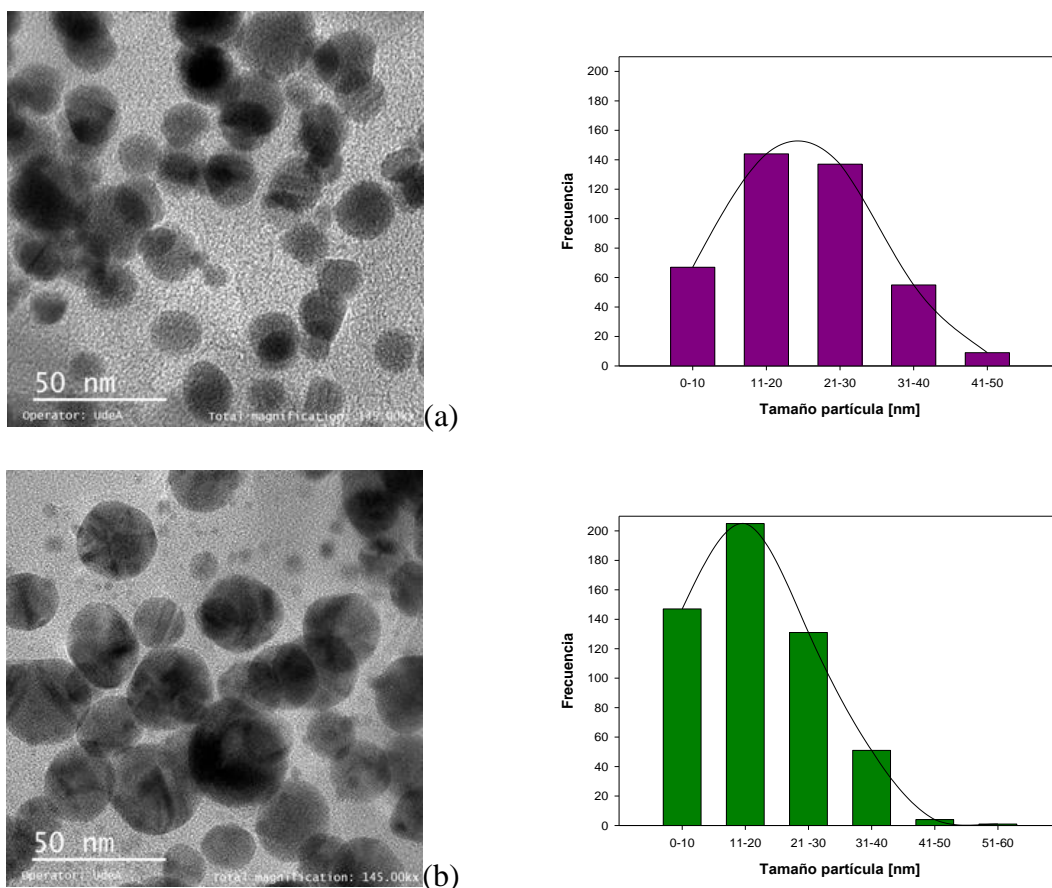 50 nm
Operator: UdeA Total magnification: 145.00kx
(a)
Frecuencia
200
180
160
140
120
100
80
60
40
20
0
0-10 11-20 21-30 31-40 41-50
Tamaño partícula [nm]
50 nm
Operator: UdeA Total magnification: 145.00kx
(b)
Frecuencia
200
180
160
140
120
100
80
60
40
20
0
0-10 11-20 21 -30 31-40 41-50 51-60
Tamaño partícula [nm]